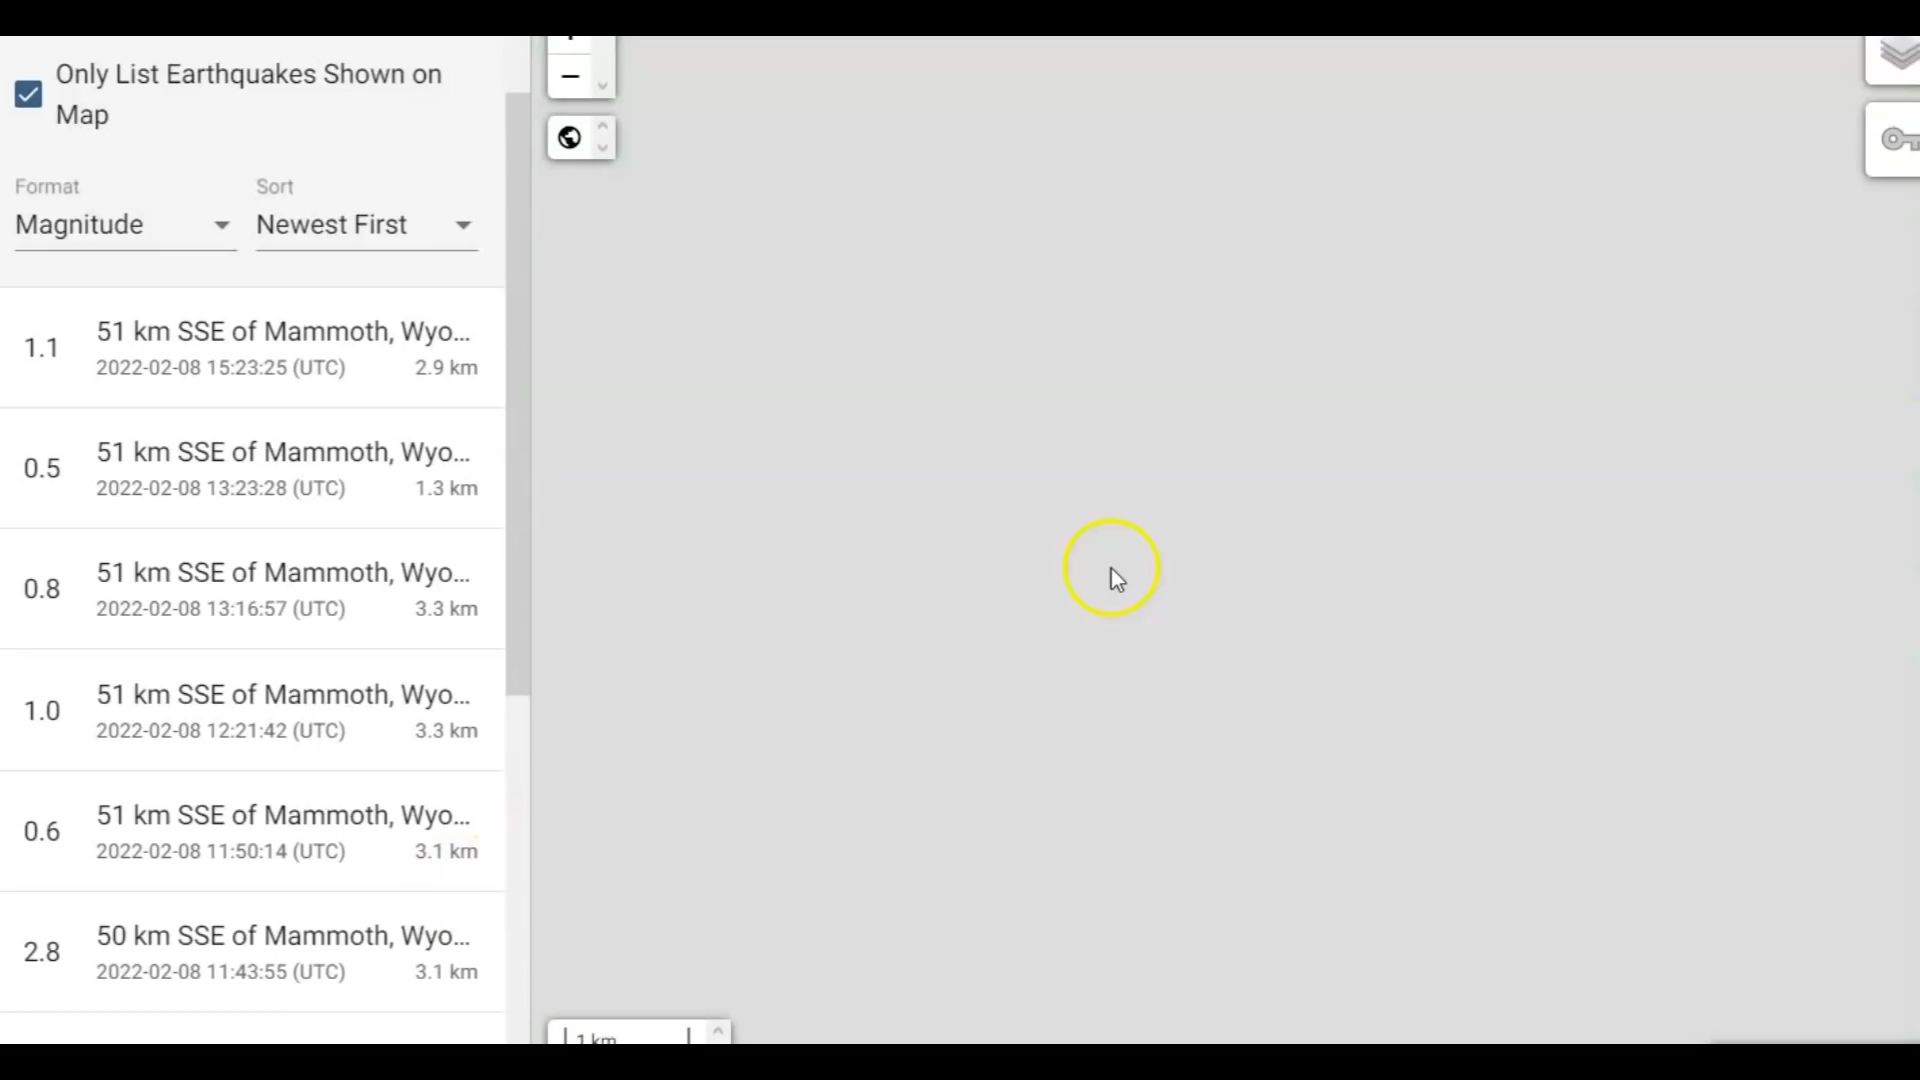 Only List Earthquakes Shown on
Map
Format
Sort
Magnitude
Newest First
1.1
51 km SSE of Mammoth, Wyo...
2022-02-08 15:23:25 (UTC)
2.9 km
0.5
51 km SSE of Mammoth, Wyo...
2022-02-08 13:23:28 (UTC)
1.3 km
0.8
51 km SSE of Mammoth, Wyo...
2022-02-08 13:16:57 (UTC)
3.3 km
1.0
51 km SSE of Mammoth, Wyo...
2022-02-08 12:21:42 (UTC)
3.3 km
0.6
51 km SSE of Mammoth, Wyo...
2022-02-08 11:50:14 (UTC)
3.1 km
2.8
50 km SSE of Mammoth, Wyo...
2022-02-08 11:43:55 (UTC)
3.1 km
1 km